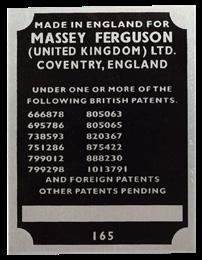 MADE IN ENGLAND FOR
MASSEY FERGUSON
(UNITED KINGDOM) LTD.
COVENTRY, ENGLAND
UNDER ONE OR MORE OF THE
FOLLOWING BRITISH PATENTS.
666878 805063
695786 805065
738593 820367
751286 875422
799012 888230
799298 1013791
AND FOREIGN PATENTS
OTHER PATENTS PENDING
165